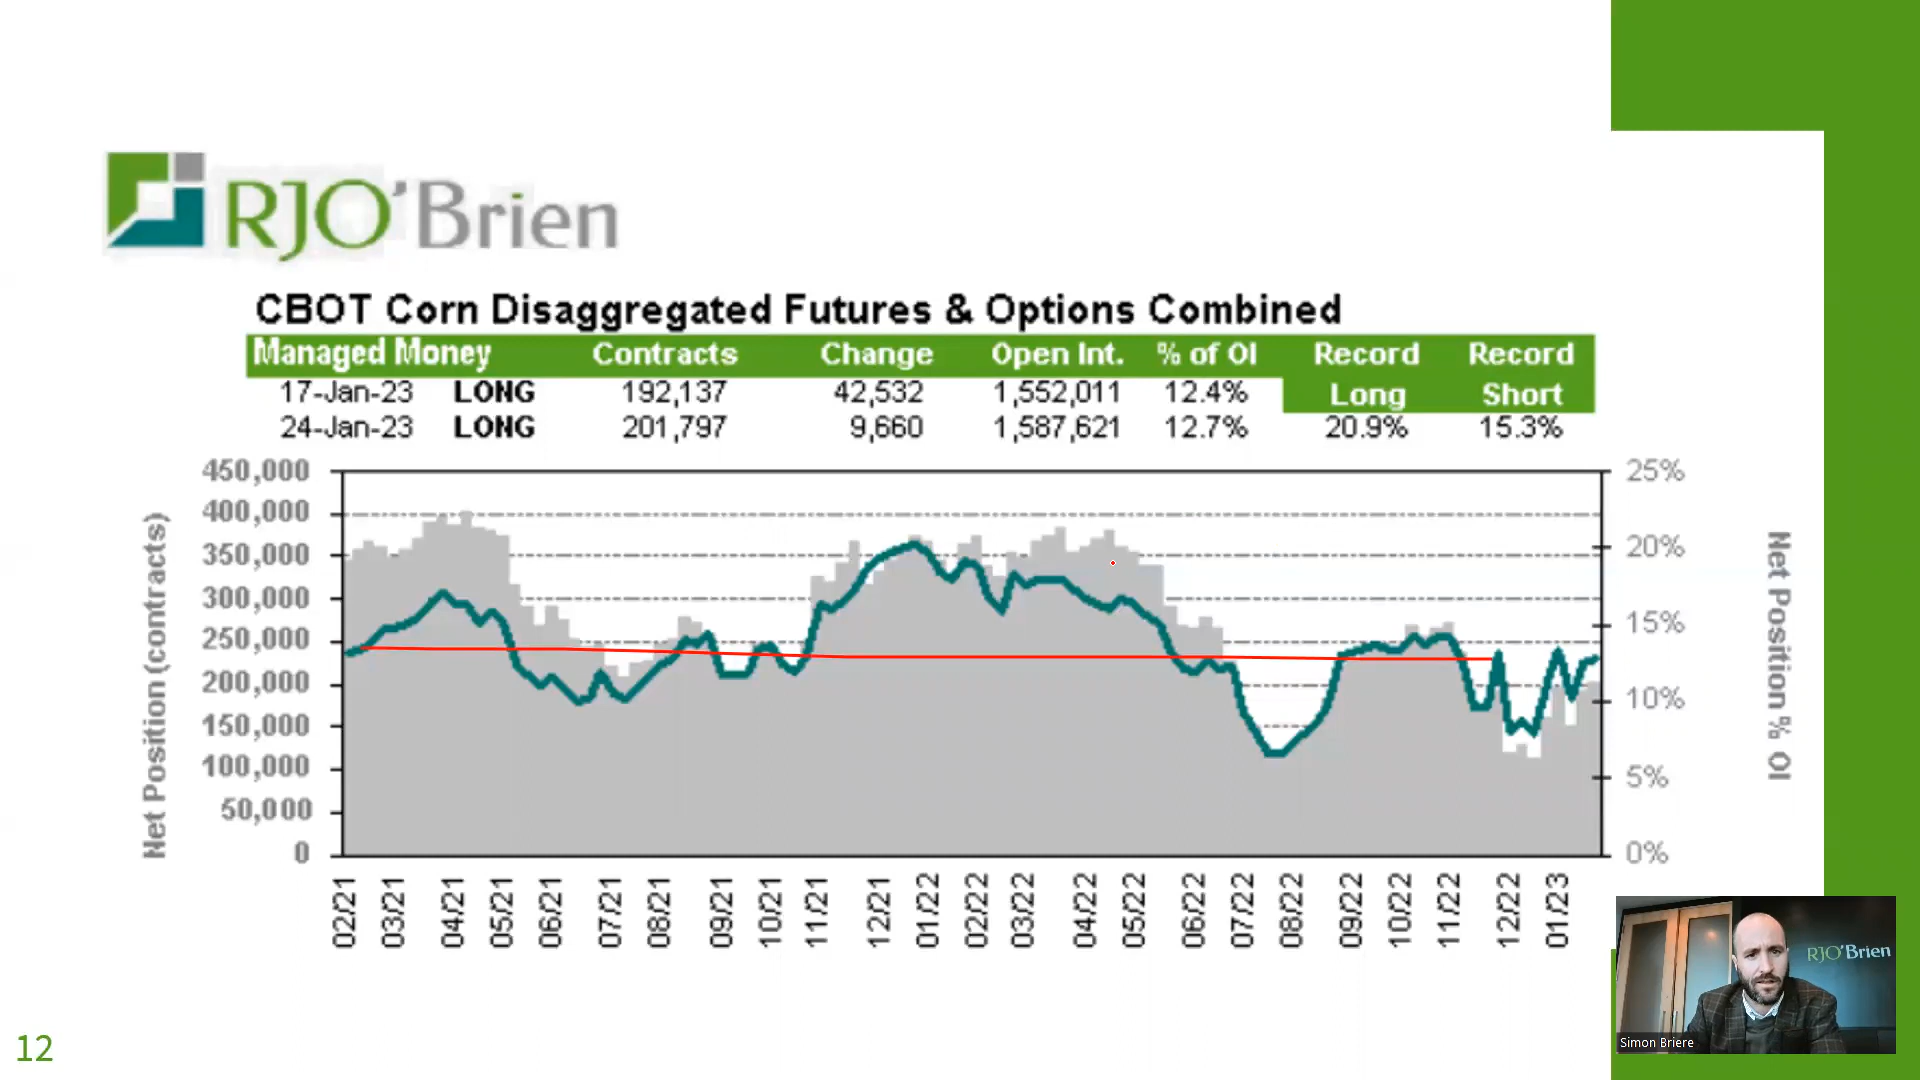 RJO'Brien
CBOT Corn Disaggregated Futures & Options Combined
Managed Money Contracts Change Open Int. % of OI Record Long Record Short
17-Jan-23 LONG 192,137 42,532 1,552,011 12.4%
24-Jan-23 LONG 201,797 9,660 1,587,621 12.7% 20.9% 15.3%
Net Position (contracts)
450,000
400,000
350,000
300,000
250,000
200,000
150,000
100,000
50,000
0
25%
20%
15%
10%
5%
0%
Net Position % OI
02/21 03/21 04/21 05/21 06/21 07/21 08/21 09/21 10/21 11/21 12/21 01/22 02/22 03/22 04/22 05/22 06/22 07/22 08/22 09/22 10/22 11/22 12/22 01/23
RJO'Brien
Simon Briere
12